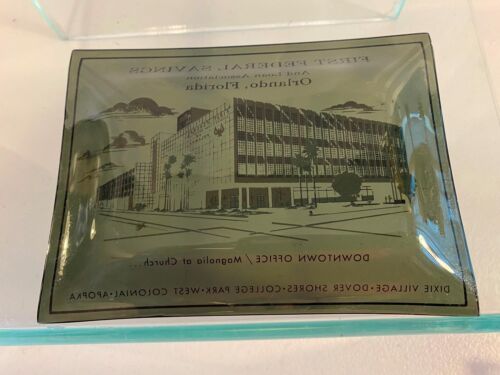 FIRST FEDERAL SAVINGS
And Loan Association
Orlando, Florida
DOWNTOWN OFFICE / Magnolia at Church...
DIXIE VILLAGE•DOVER SHORES•COLLEGE PARK•WEST COLONIAL•APOPKA